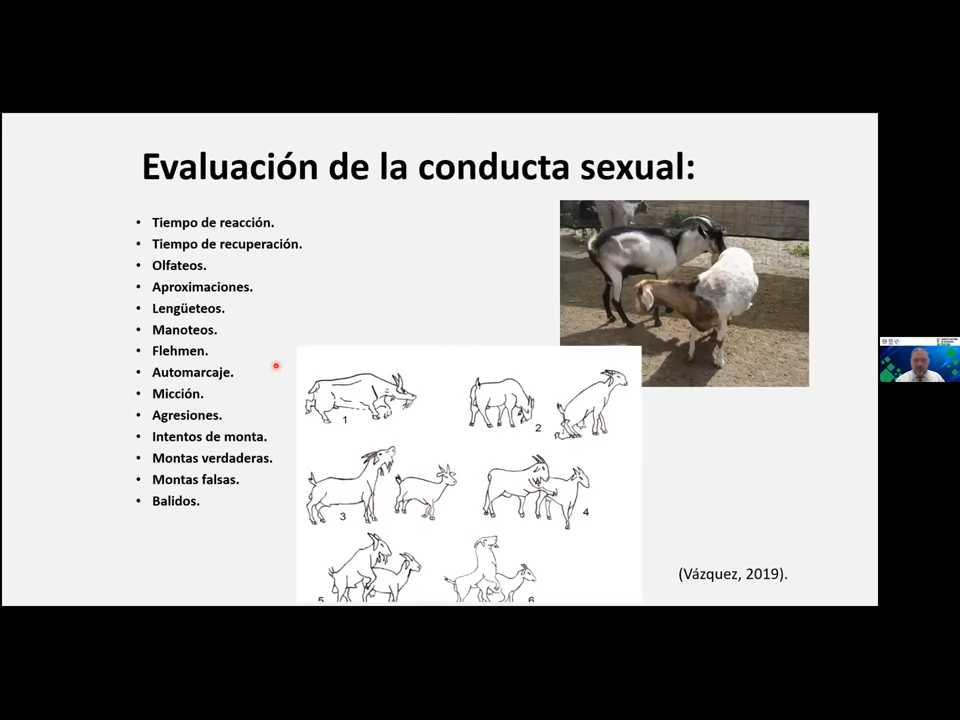 Evaluación de la conducta sexual:
• Tiempo de reacción.
• Tiempo de recuperación.
• Olfateos.
• Aproximaciones.
• Lengüeteos.
• Manoteos.
• Flehmen.
• Automarcaje.
• Micción.
• Agresiones.
• Intentos de monta.
• Montas verdaderas.
• Montas falsas.
• Balidos.
1
2
3
4
5
6
(Vázquez, 2019).